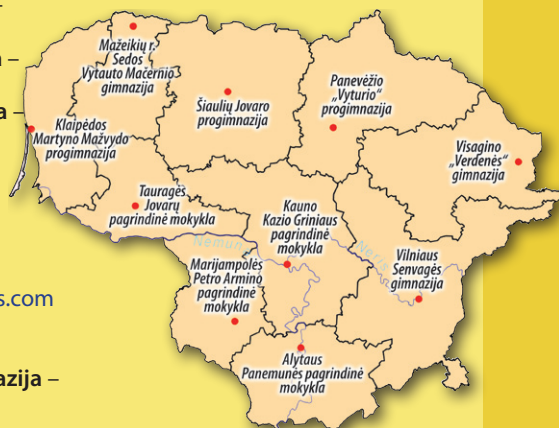 –
Mažeikių r.
Sedos
Vytauto Mačernio
gimnazija
a –
Šiaulių Jovaro
progimnazija
Panevėžio
„Vyturio“
progimnazija
a –
Klaipėdos
Martyno Mažvydo
progimnazija
Visagino
„Verdenės“
gimnazija
Tauragės
Jovarų
pagrindinė mokykla
Kauno
Kazio Griniaus
pagrindinė
mokykla
Nemunas
Neris
Vilniaus
Senvagės
gimnazija
Marijampolės
Petro Armino
pagrindinė
mokykla
s.com
Alytaus
Panemunės pagrindinė
mokykla
azija –